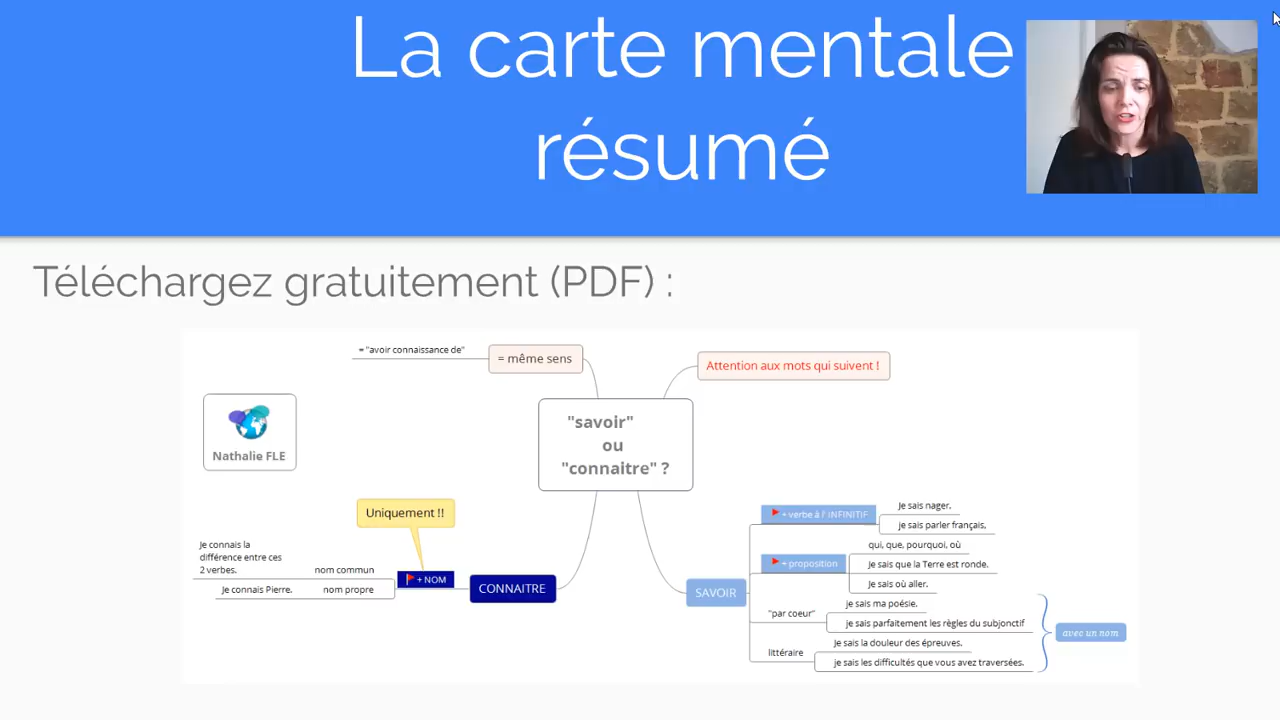 La carte mentale
résumé
Téléchargez gratuitement (PDF) :
= "avoir connaissance de"
= même sens
Attention aux mots qui suivent !
"savoir"
ou
"connaitre" ?
Nathalie FLE
Uniquement !!
Je connais la
différence entre ces
2 verbes.
nom commun
Je connais Pierre.
nom propre
+ NOM
CONNAITRE
SAVOIR
+ verbe à l' INFINITIF
Je sais nager,
je sais parler français,
+ proposition
qui, que, pourquoi, où
Je sais que la Terre est ronde.
Je sais où aller.
"par coeur"
je sais ma poésie.
je sais parfaitement les règles du subjonctif
littéraire
Je sais la douleur des épreuves.
je sais les difficultés que vous avez traversées.
avec un nom